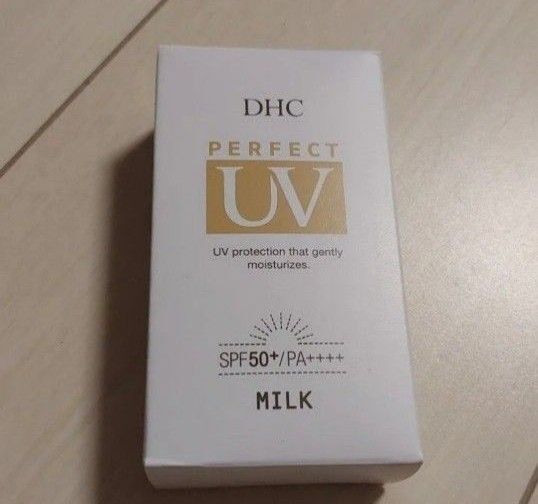 DHC
PERFECT
UV
UV protection that gently
moisturizes.
SPF50+/PA++++
MILK